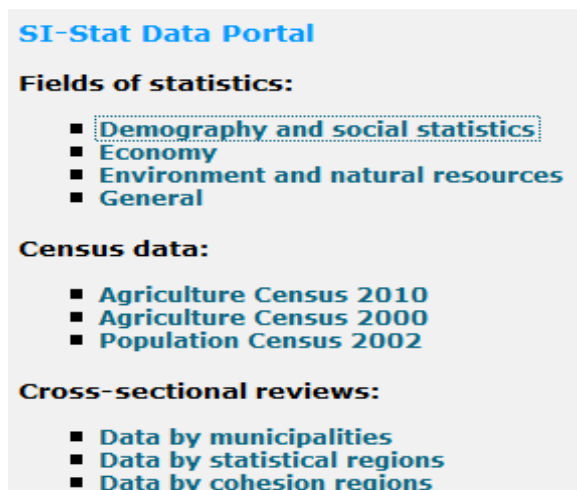 SI-Stat Data Portal
Fields of statistics:
Demography and social statistics
Economy
Environment and natural resources
General
Census data:
Agriculture Census 2010
Agriculture Census 2000
Population Census 2002
Cross-sectional reviews:
Data by municipalities
Data by statistical regions
Data by cohesion regions